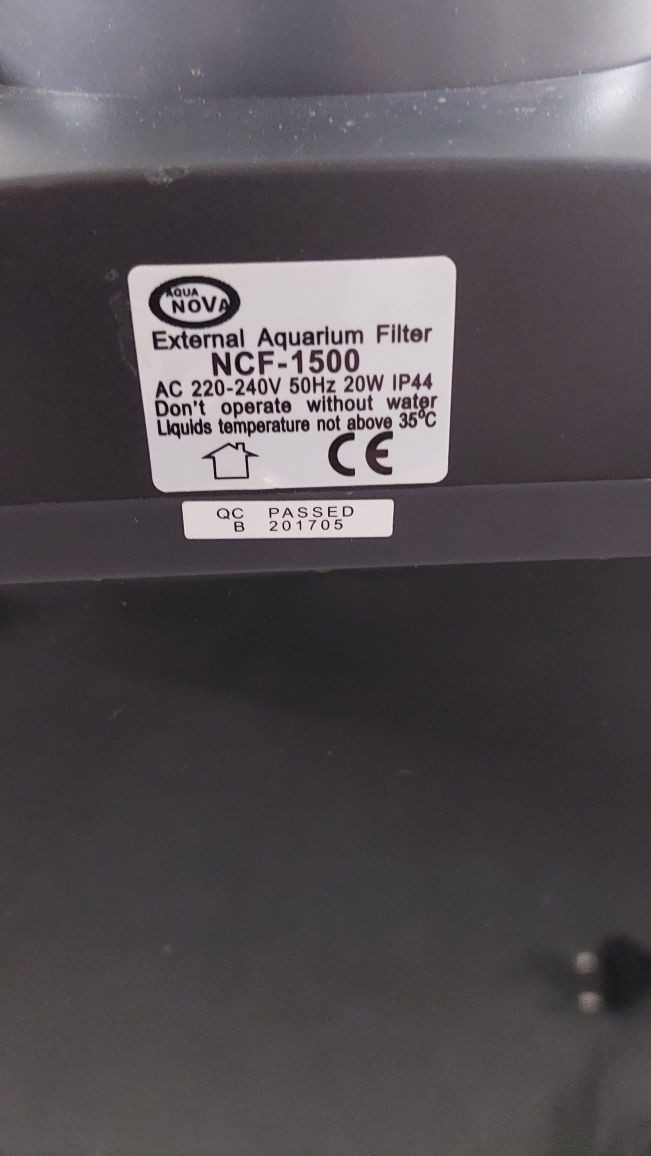 AQUA
NOVA
External Aquarium Filter
NCF-1500
AC 220-240V 50Hz 20W IP44
Don't operate without water
Liquids temperature not above 35°C
CE
QC PASSED
B 201705